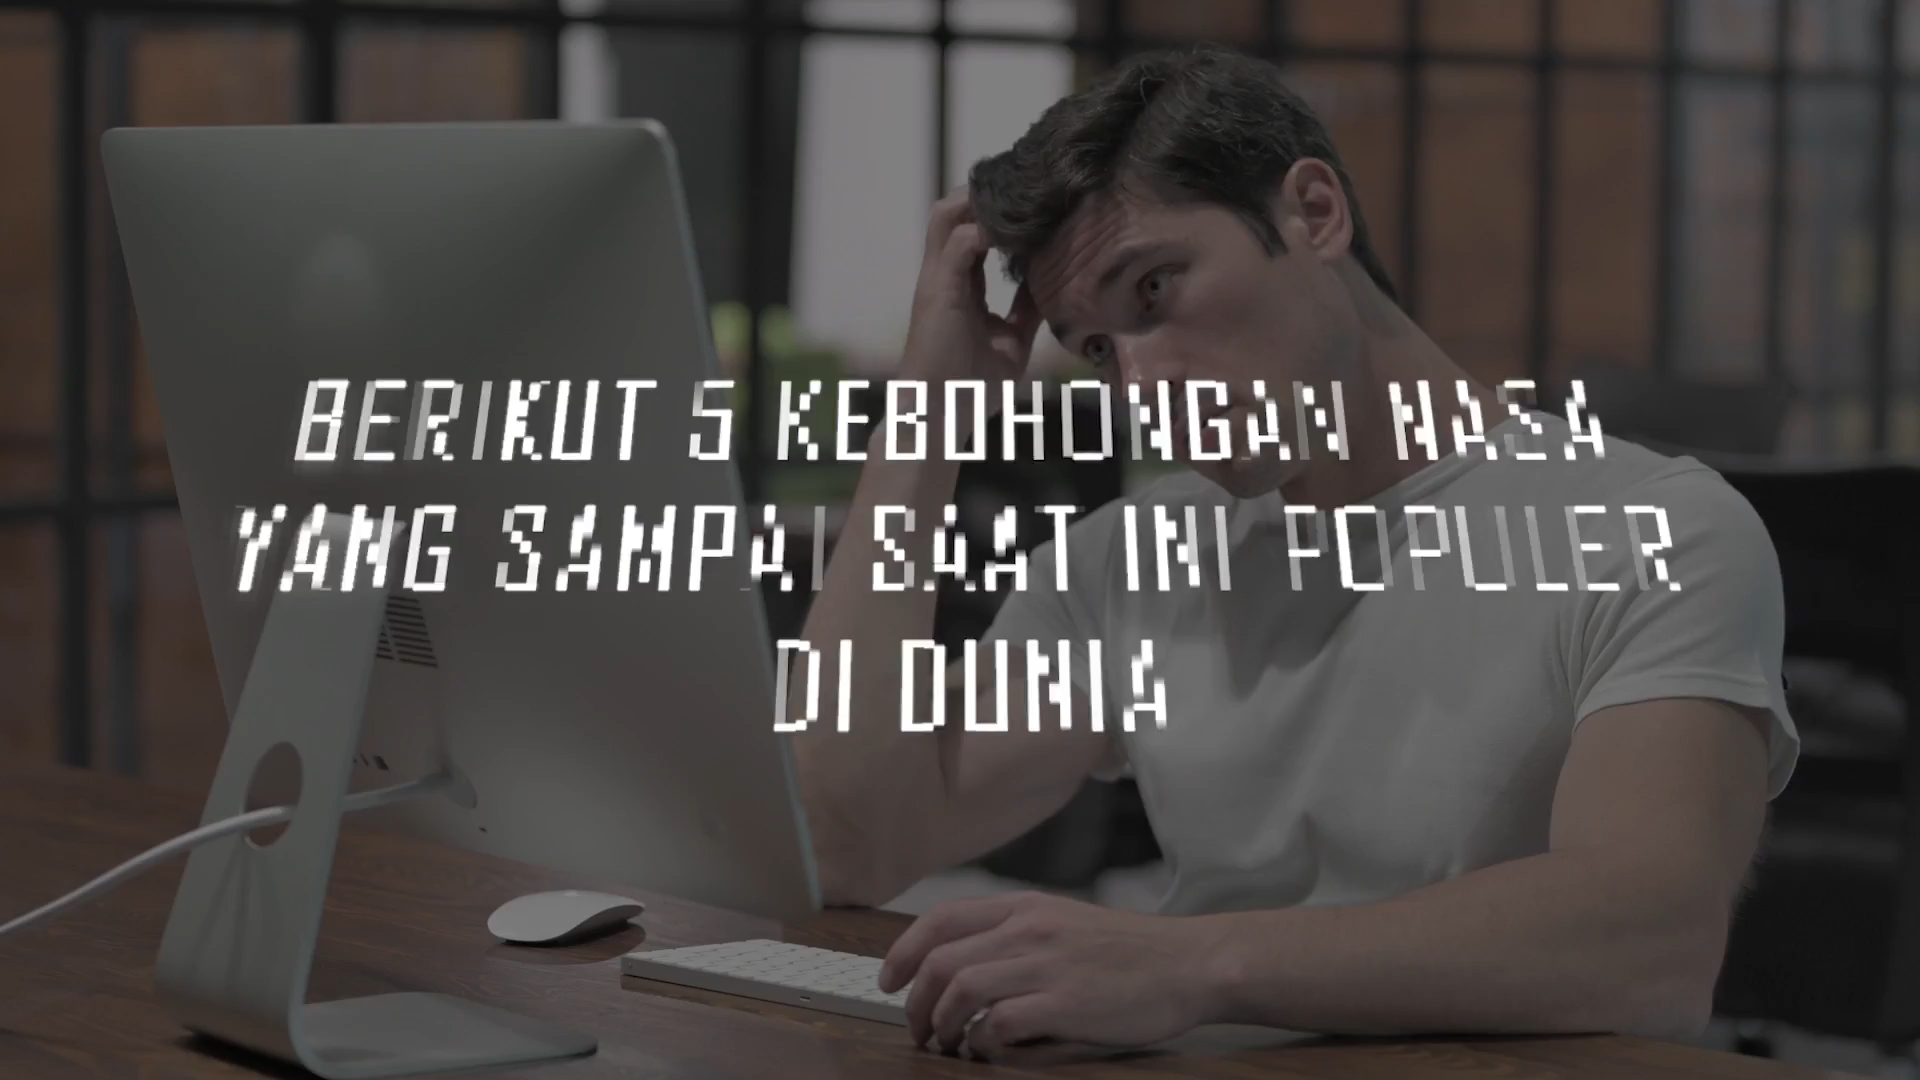 BERIKUT 5 KEBOHONGAN NASA
YANG SAMPAI SAAT INI POPULER
DI DUNIA